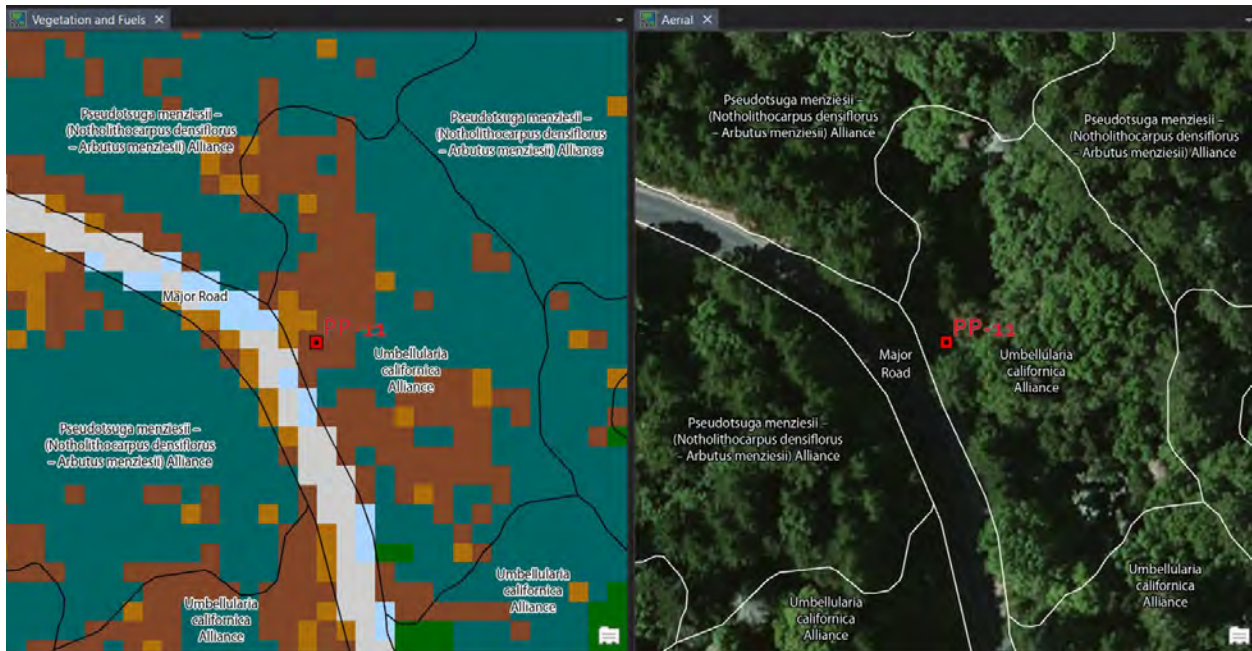 Vegetation and Fuels
Pseudotsuga menziesii –
(Notholithocarpus densiflorus
– Arbutus menziesii) Alliance
Pseudotsuga menziesii –
(Notholithocarpus densiflorus
– Arbutus menziesii) Alliance
Major Road
PP-11
Umbellularia
californica
Alliance
Pseudotsuga menziesii –
(Notholithocarpus densiflorus
– Arbutus menziesii) Alliance
Umbellularia
californica
Alliance
Umbellularia
californica
Alliance
Aerial
Pseudotsuga menziesii –
(Notholithocarpus densiflorus
– Arbutus menziesii) Alliance
Pseudotsuga menziesii –
(Notholithocarpus densiflorus
– Arbutus menziesii) Alliance
PP-11
Major
Road
Umbellularia
californica
Alliance
Pseudotsuga menziesii –
(Notholithocarpus densiflorus
– Arbutus menziesii) Alliance
Umbellularia
californica
Alliance
Umbellularia
californica
Alliance